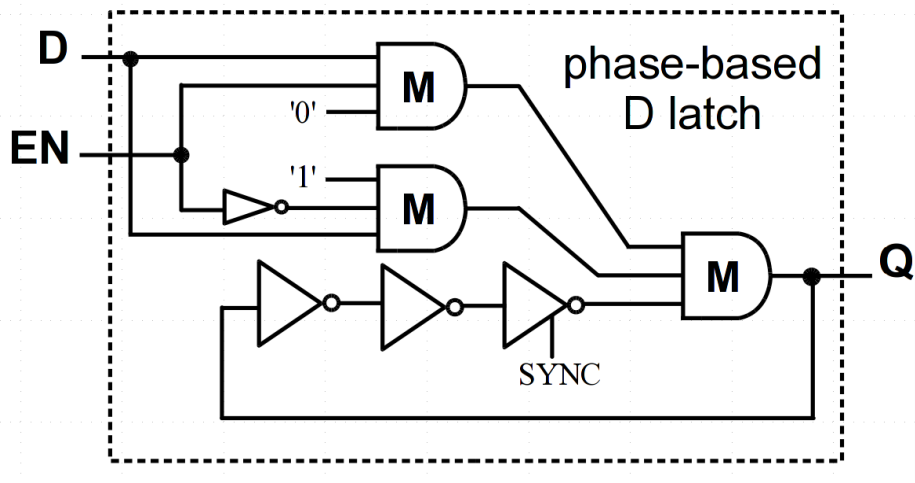 D
EN
'0'
'1'
M
M
M
phase-based
D latch
SYNC
Q